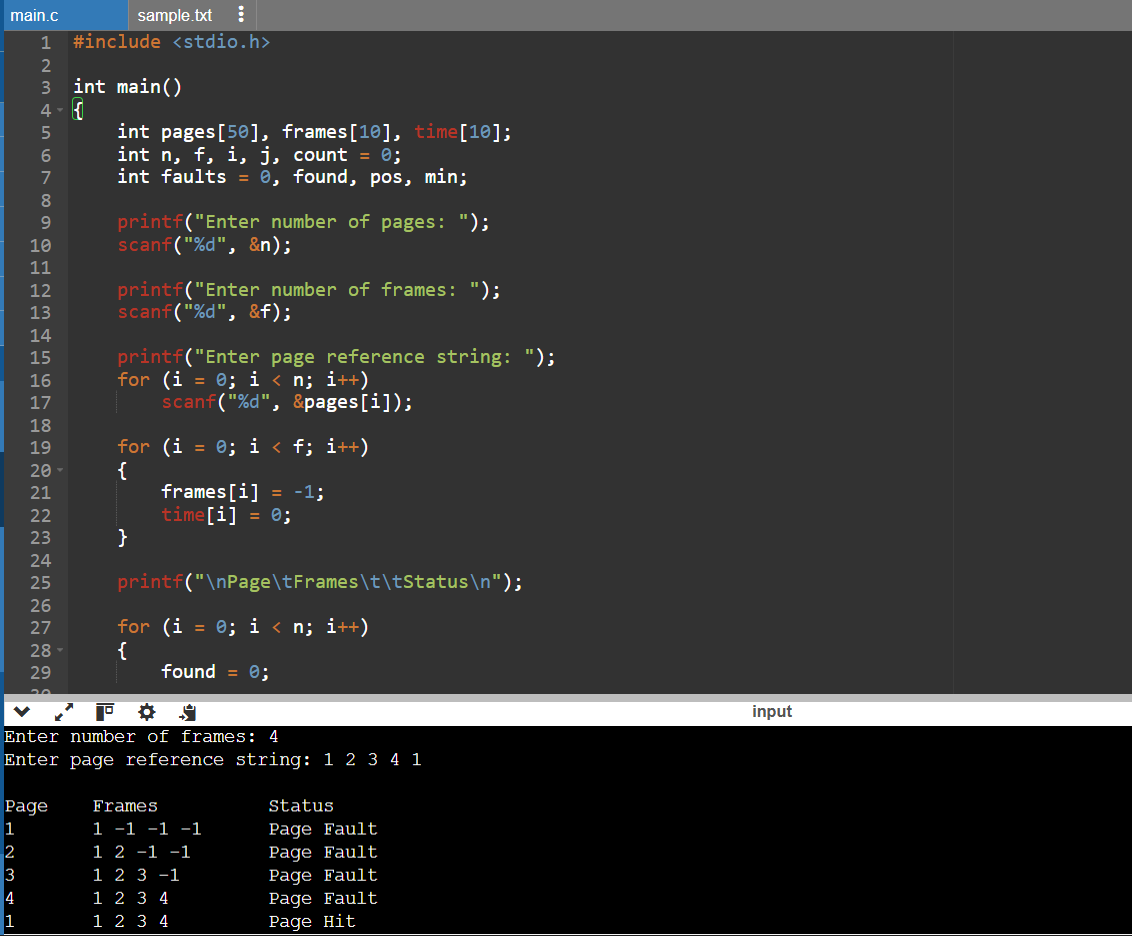 main.c sample.txt
1 #include <stdio.h>
2
3 int main()
4 {
5 int pages[50], frames[10], time[10];
6 int n, f, i, j, count = 0;
7 int faults = 0, found, pos, min;
8
9 printf("Enter number of pages: ");
10 scanf("%d", &n);
11
12 printf("Enter number of frames: ");
13 scanf("%d", &f);
14
15 printf("Enter page reference string: ");
16 for (i = 0; i < n; i++)
17 scanf("%d", &pages[i]);
18
19 for (i = 0; i < f; i++)
20 {
21 frames[i] = -1;
22 time[i] = 0;
23 }
24
25 printf("\nPage\tFrames\t\tStatus\n");
26
27 for (i = 0; i < n; i++)
28 {
29 found = 0;
30
input
Enter number of frames: 4
Enter page reference string: 1 2 3 4 1
Page Frames Status
1 1 -1 -1 -1 Page Fault
2 1 2 -1 -1 Page Fault
3 1 2 3 -1 Page Fault
4 1 2 3 4 Page Fault
1 1 2 3 4 Page Hit